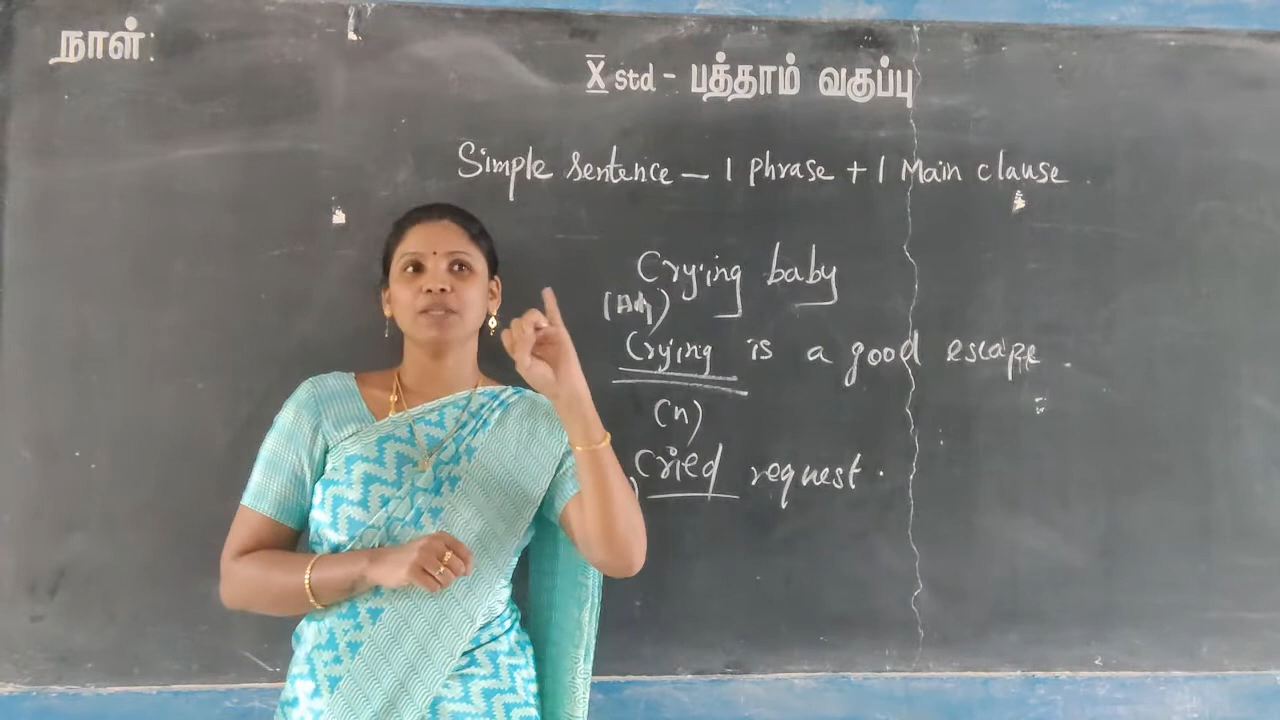 நாள்:
X std - பத்தாம் வகுப்பு
Simple sentence — 1 phrase + 1 Main clause.
Crying baby
(Adj)
Crying is a good escape.
(n)
Cried request.